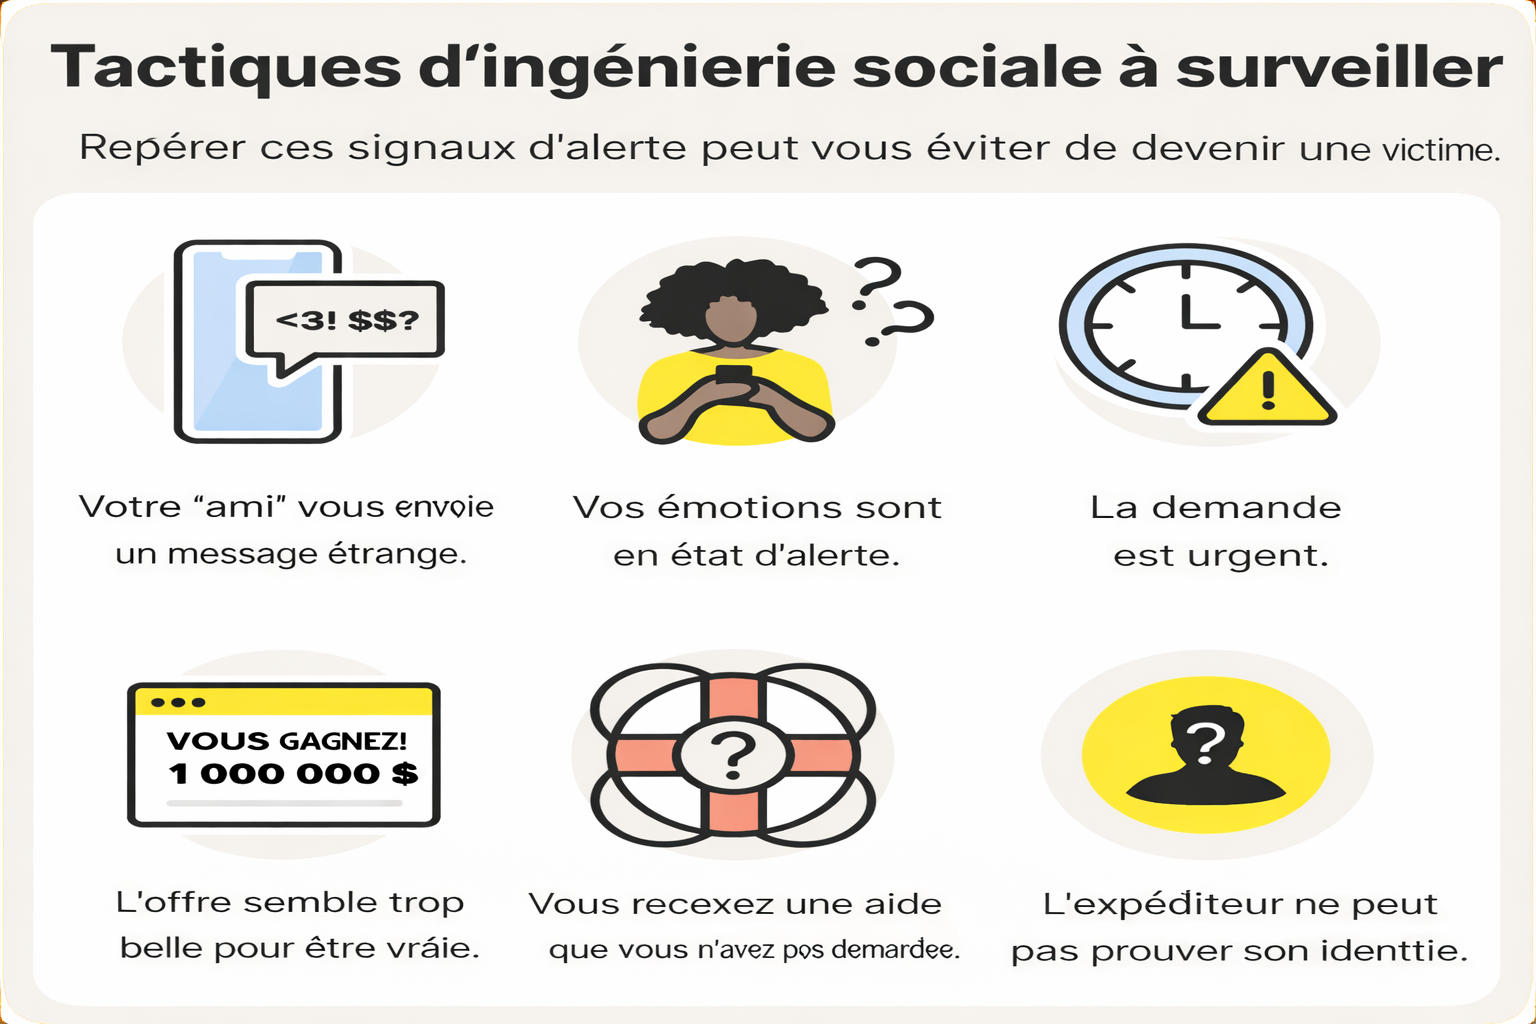 Tactiques d‘ingénierie sociale à surveiller
Repérer ces signaux d'alerte peut vous éviter de devenir une victime.
<3! $$?
? ?
!
Votre “ami” vous envoie
un message étrange.
Vos émotions sont
en état d'alerte.
La demande
est urgent.
VOUS GAGNEZ!
1 000 000 $
?
?
L'offre semble trop
belle pour être vráie.
Vous recexez une aide
que vous n'avez pos demardee.
L'expéditeur ne peut
pas prouver son identtie.